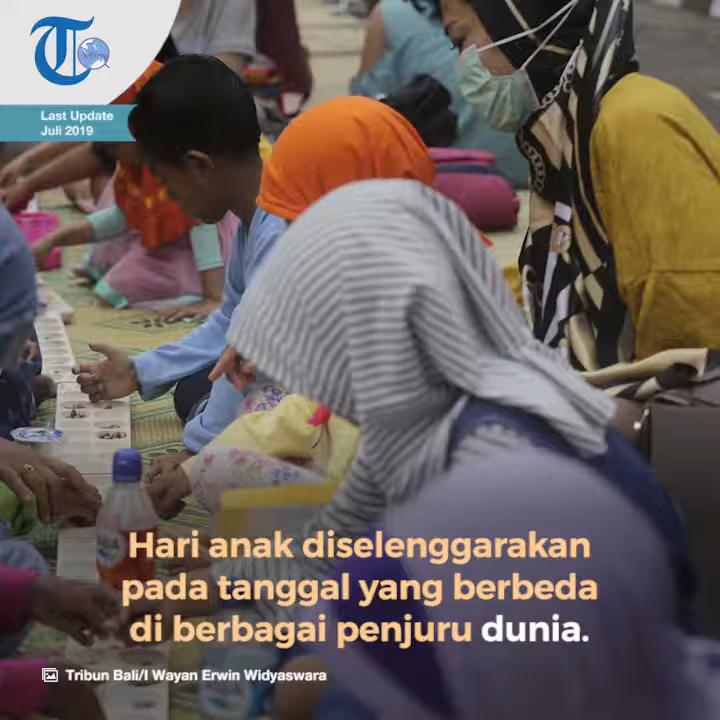 T
Last Update
Juli 2019
Hari anak diselenggarakan
pada tanggal yang berbeda
di berbagai penjuru dunia.
Tribun Bali/I Wayan Erwin Widyaswara